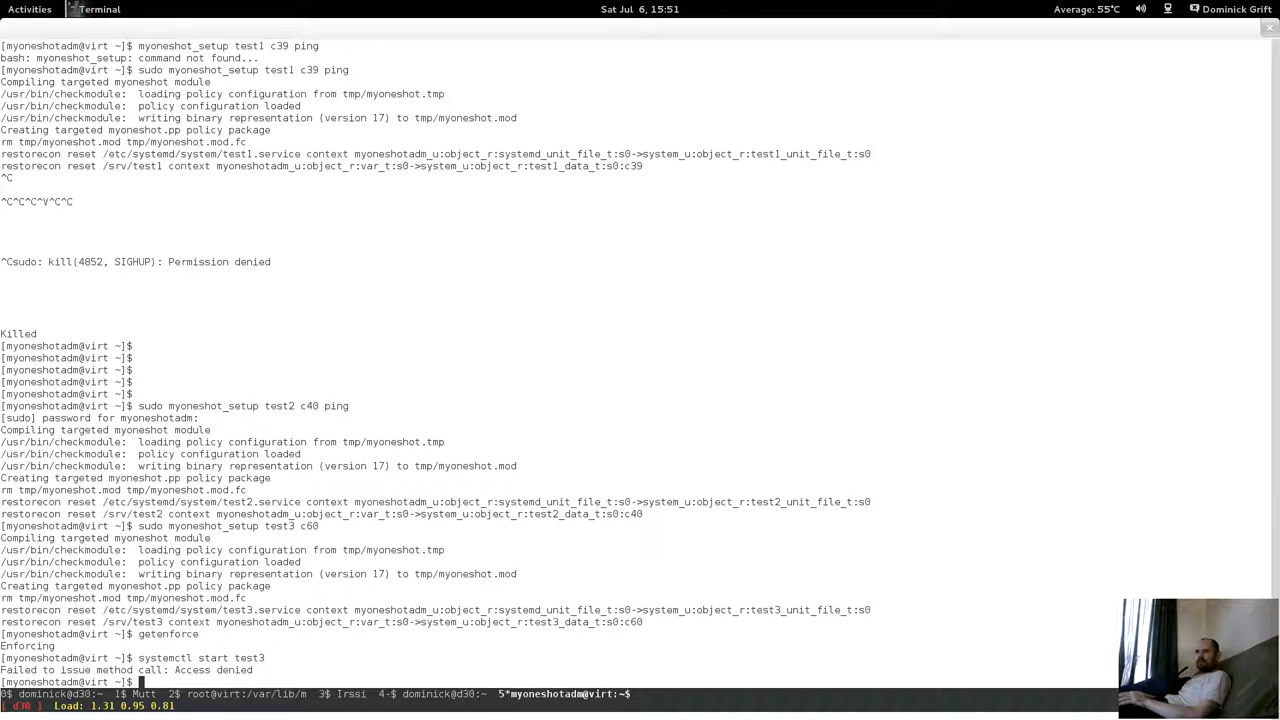 Activities Terminal Sat Jul 6, 15:51 Average: 55°C Dominick Grift
[myoneshotadm@virt ~]$ myoneshot_setup test1 c39 ping
bash: myoneshot_setup: command not found...
[myoneshotadm@virt ~]$ sudo myoneshot_setup test1 c39 ping
Compiling targeted myoneshot module
/usr/bin/checkmodule:  loading policy configuration from tmp/myoneshot.tmp
/usr/bin/checkmodule:  policy configuration loaded
/usr/bin/checkmodule:  writing binary representation (version 17) to tmp/myoneshot.mod
Creating targeted myoneshot.pp policy package
rm tmp/myoneshot.mod tmp/myoneshot.mod.fc
restorecon reset /etc/systemd/system/test1.service context myoneshotadm_u:object_r:systemd_unit_file_t:s0->system_u:object_r:test1_unit_file_t:s0
restorecon reset /srv/test1 context myoneshotadm_u:object_r:var_t:s0->system_u:object_r:test1_data_t:s0:c39
^C
^C^C^C^V^C^C
^Csudo: kill(4852, SIGHUP): Permission denied
Killed
[myoneshotadm@virt ~]$
[myoneshotadm@virt ~]$
[myoneshotadm@virt ~]$
[myoneshotadm@virt ~]$
[myoneshotadm@virt ~]$
[myoneshotadm@virt ~]$ sudo myoneshot_setup test2 c40 ping
[sudo] password for myoneshotadm:
Compiling targeted myoneshot module
/usr/bin/checkmodule:  loading policy configuration from tmp/myoneshot.tmp
/usr/bin/checkmodule:  policy configuration loaded
/usr/bin/checkmodule:  writing binary representation (version 17) to tmp/myoneshot.mod
Creating targeted myoneshot.pp policy package
rm tmp/myoneshot.mod tmp/myoneshot.mod.fc
restorecon reset /etc/systemd/system/test2.service context myoneshotadm_u:object_r:systemd_unit_file_t:s0->system_u:object_r:test2_unit_file_t:s0
restorecon reset /srv/test2 context myoneshotadm_u:object_r:var_t:s0->system_u:object_r:test2_data_t:s0:c40
[myoneshotadm@virt ~]$ sudo myoneshot_setup test3 c60
Compiling targeted myoneshot module
/usr/bin/checkmodule:  loading policy configuration from tmp/myoneshot.tmp
/usr/bin/checkmodule:  policy configuration loaded
/usr/bin/checkmodule:  writing binary representation (version 17) to tmp/myoneshot.mod
Creating targeted myoneshot.pp policy package
rm tmp/myoneshot.mod tmp/myoneshot.mod.fc
restorecon reset /etc/systemd/system/test3.service context myoneshotadm_u:object_r:systemd_unit_file_t:s0->system_u:object_r:test3_unit_file_t:s0
restorecon reset /srv/test3 context myoneshotadm_u:object_r:var_t:s0->system_u:object_r:test3_data_t:s0:c60
[myoneshotadm@virt ~]$ getenforce
Enforcing
[myoneshotadm@virt ~]$ systemctl start test3
Failed to issue method call: Access denied
[myoneshotadm@virt ~]$
0$ dominick@d30:~  1$ Mutt  2$ root@virt:/var/lib/m  3$ Irssi  4-$ dominick@d30:~  5*myoneshotadm@virt:~$
[ d30 ]  Load: 1.31 0.95 0.81